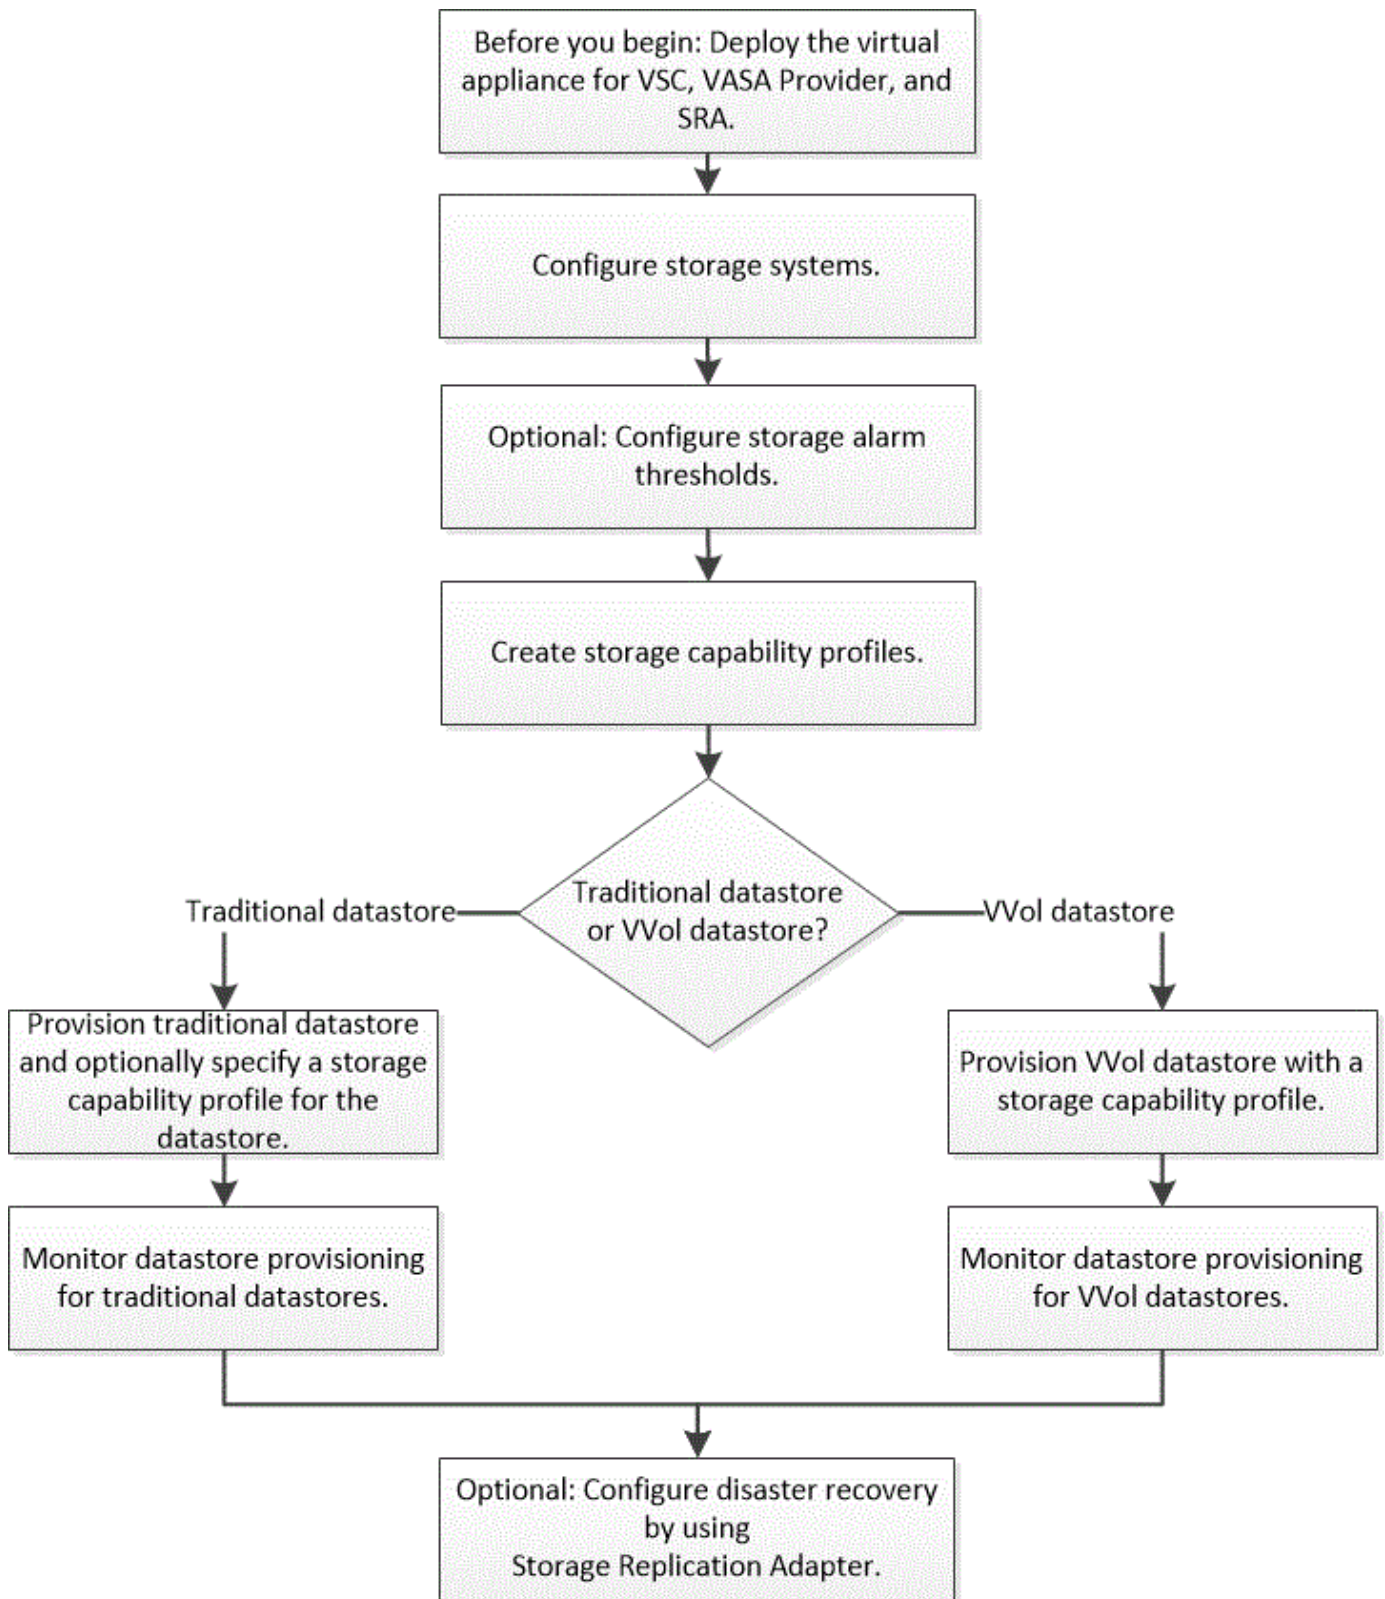 Before you begin: Deploy the virtual
appliance for VSC, VASA Provider, and
SRA.
Configure storage systems.
Optional: Configure storage alarm
thresholds.
Create storage capability profiles.
Traditional datastore
or VVol datastore?
Traditional datastore
VVol datastore
Provision traditional datastore
and optionally specify a storage
capability profile for the
datastore.
Provision VVol datastore with a
storage capability profile.
Monitor datastore provisioning
for traditional datastores.
Monitor datastore provisioning
for VVol datastores.
Optional: Configure disaster recovery
by using
Storage Replication Adapter.